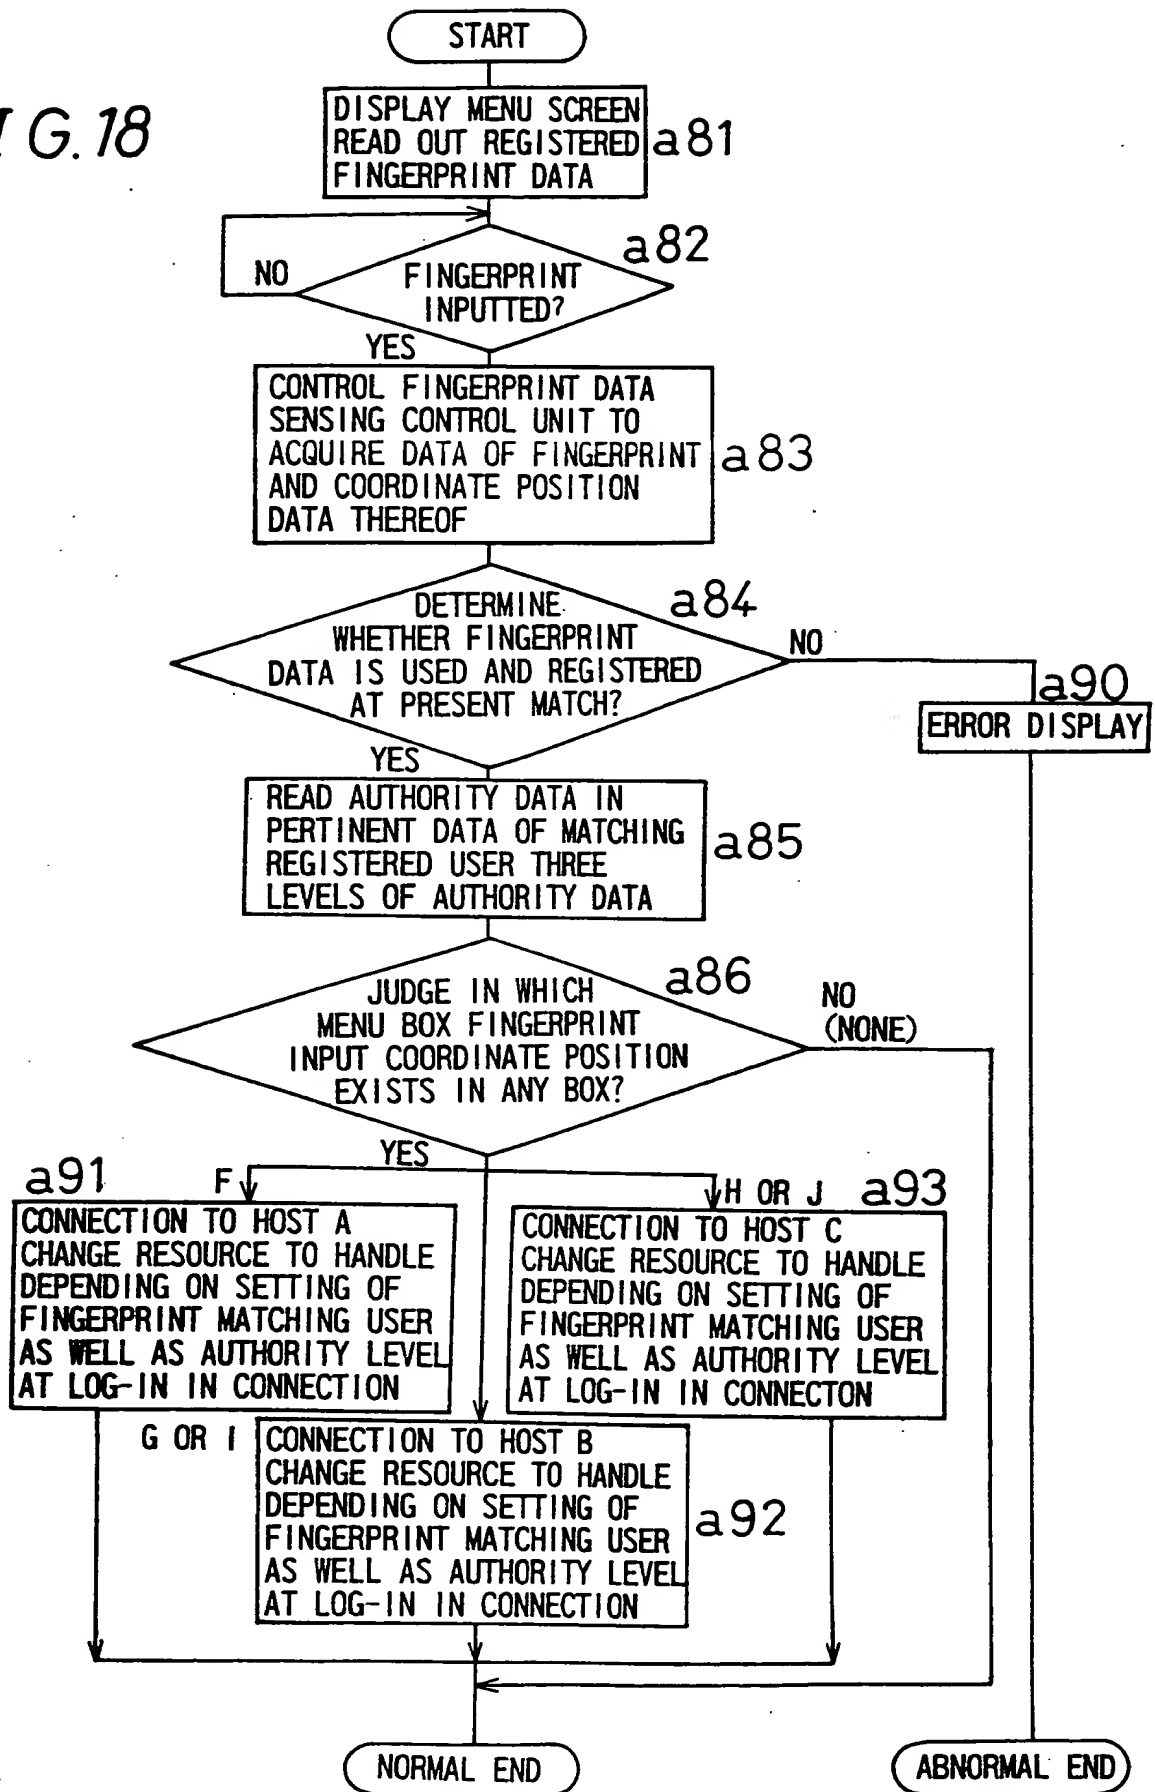 I G. 18
START
DISPLAY MENU SCREEN
READ OUT REGISTERED
FINGERPRINT DATA
a81
a82
NO
FINGERPRINT
INPUTTED?
YES
CONTROL FINGERPRINT DATA
SENSING CONTROL UNIT TO
ACQUIRE DATA OF FINGERPRINT
AND COORDINATE POSITION
DATA THEREOF
a83
DETERMINE
WHETHER FINGERPRINT
DATA IS USED AND REGISTERED
AT PRESENT MATCH?
a84
NO
a90
ERROR DISPLAY
YES
READ AUTHORITY DATA IN
PERTINENT DATA OF MATCHING
REGISTERED USER THREE
LEVELS OF AUTHORITY DATA
a85
JUDGE IN WHICH
MENU BOX FINGERPRINT
INPUT COORDINATE POSITION
EXISTS IN ANY BOX?
a86
NO
(NONE)
YES
a91
F
CONNECTION TO HOST A
CHANGE RESOURCE TO HANDLE
DEPENDING ON SETTING OF
FINGERPRINT MATCHING USER
AS WELL AS AUTHORITY LEVEL
AT LOG-IN IN CONNECTION
H OR J
a93
CONNECTION TO HOST C
CHANGE RESOURCE TO HANDLE
DEPENDING ON SETTING OF
FINGERPRINT MATCHING USER
AS WELL AS AUTHORITY LEVEL
AT LOG-IN IN CONNECTON
G OR I
CONNECTION TO HOST B
CHANGE RESOURCE TO HANDLE
DEPENDING ON SETTING OF
FINGERPRINT MATCHING USER
AS WELL AS AUTHORITY LEVEL
AT LOG-IN IN CONNECTION
a92
NORMAL END
ABNORMAL END